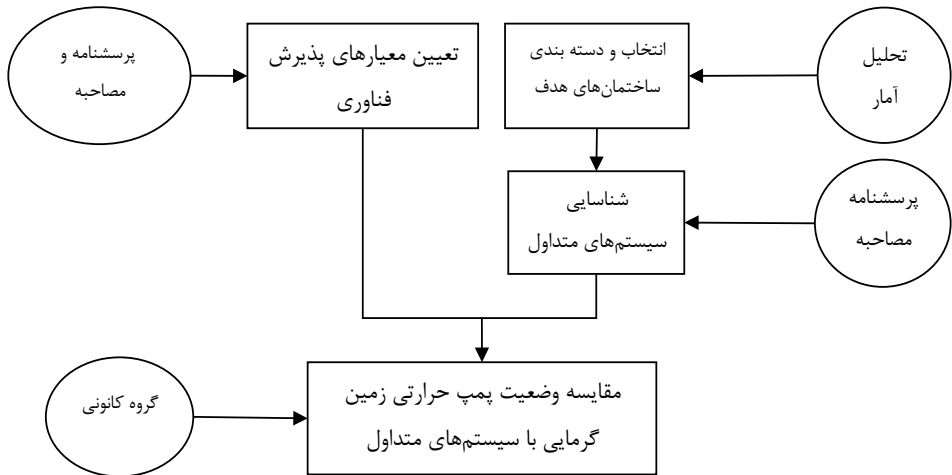 تحلیل
آمار
انتخاب و دسته بندی
ساختمان‌های هدف
تعیین معیارهای پذیرش
فناوری
پرسشنامه و
مصاحبه
پرسشنامه
مصاحبه
شناسایی
سیستم‌های متداول
مقایسه وضعیت پمپ حرارتی زمین
گرمایی با سیستم‌های متداول
گروه کانونی